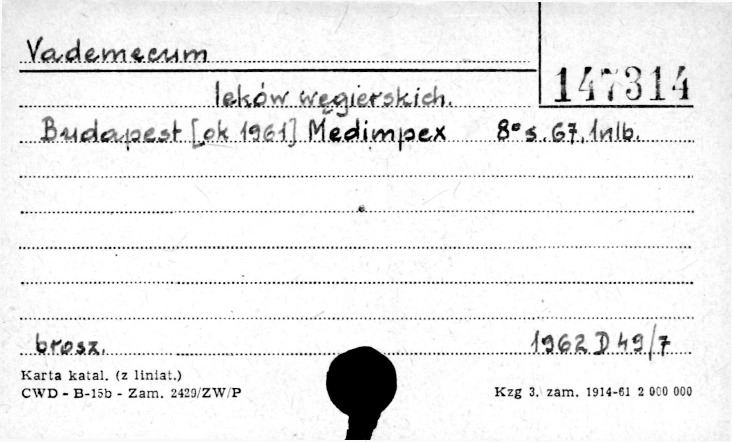 Vademecum
147314
leków węgierskich.
Budapest [ok 1961] Medimpex 8° s. 67, 1nlb.
brosz. 1962 D 49/7
Karta katal. (z liniat.)
CWD - B-15b - Zam. 2429/ZW/P Kzg 3. zam. 1914-61 2 000 000